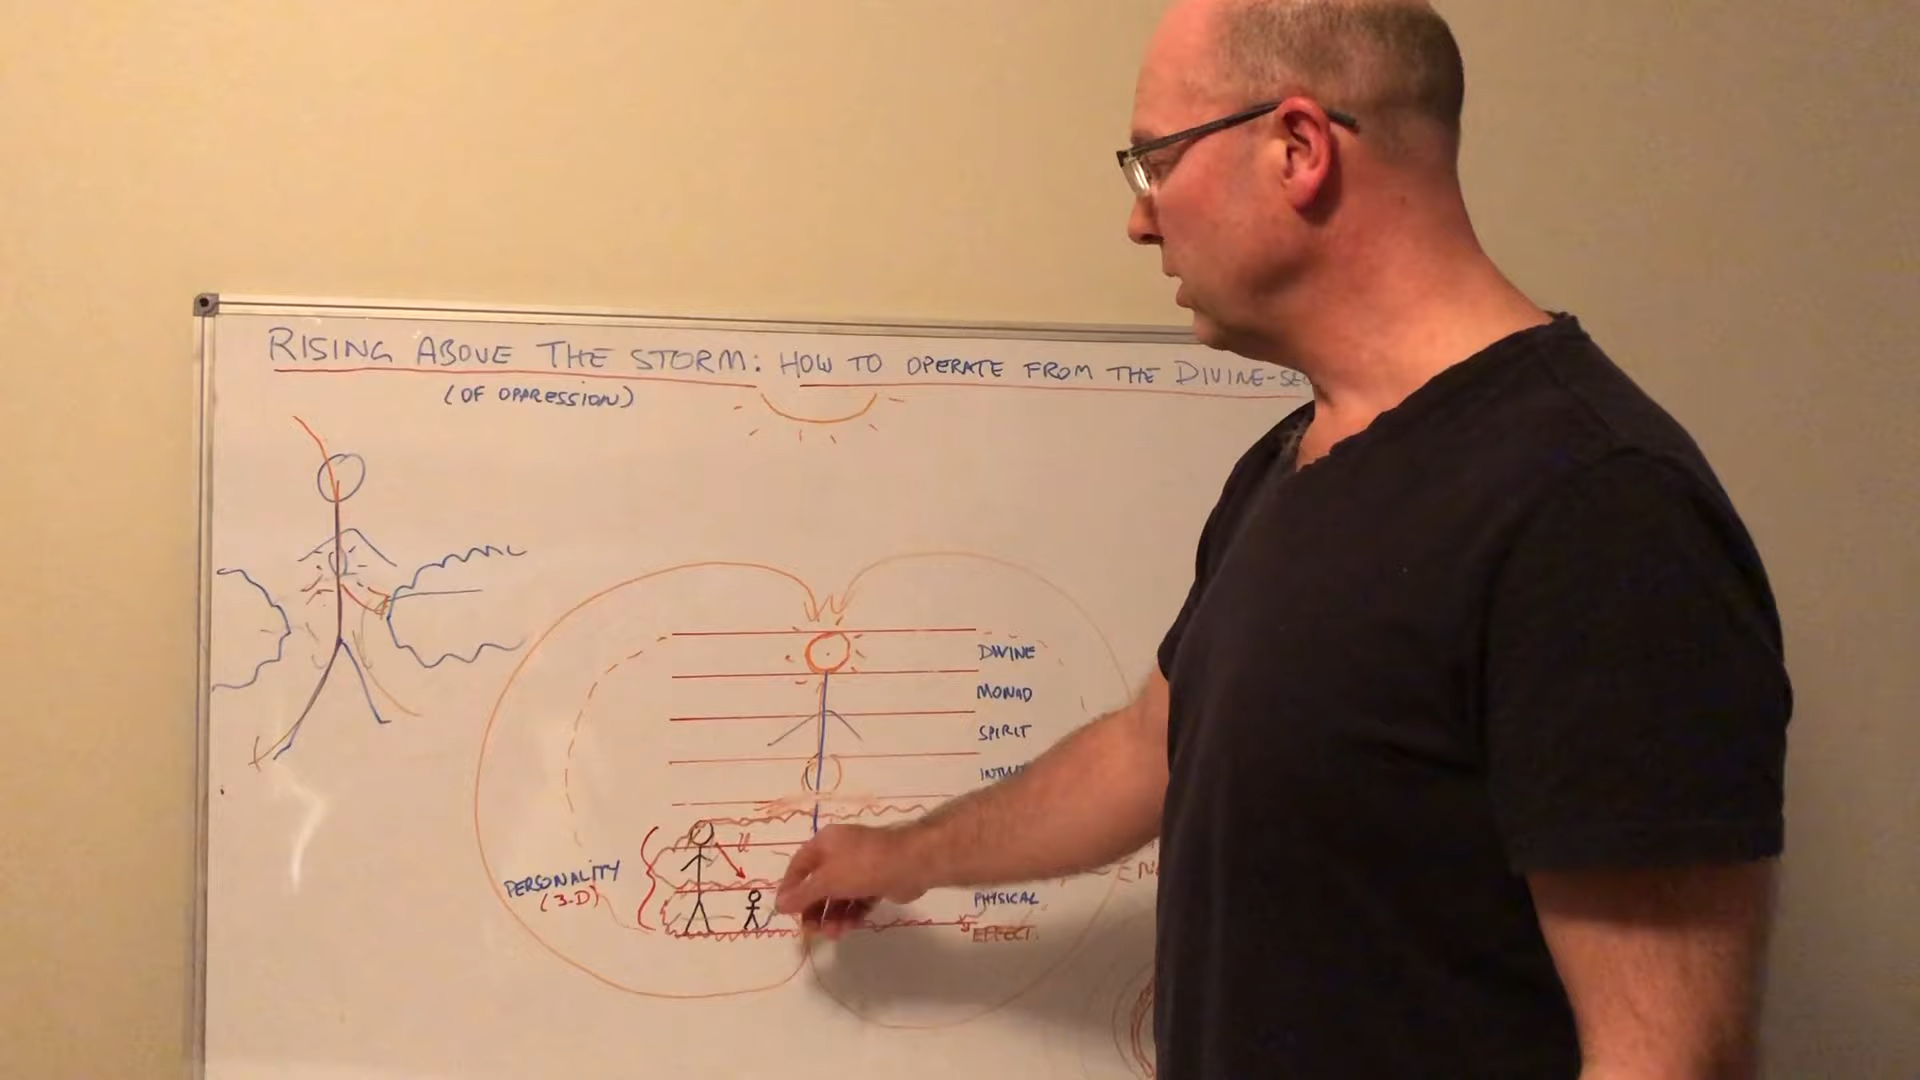 RISING ABOVE THE STORM: HOW TO OPERATE FROM THE DIVINE-
(OF OPPRESSION)
DIVINE
MONAD
SPIRIT
PERSONALITY
(3-D)
PHYSICAL
EFFECT